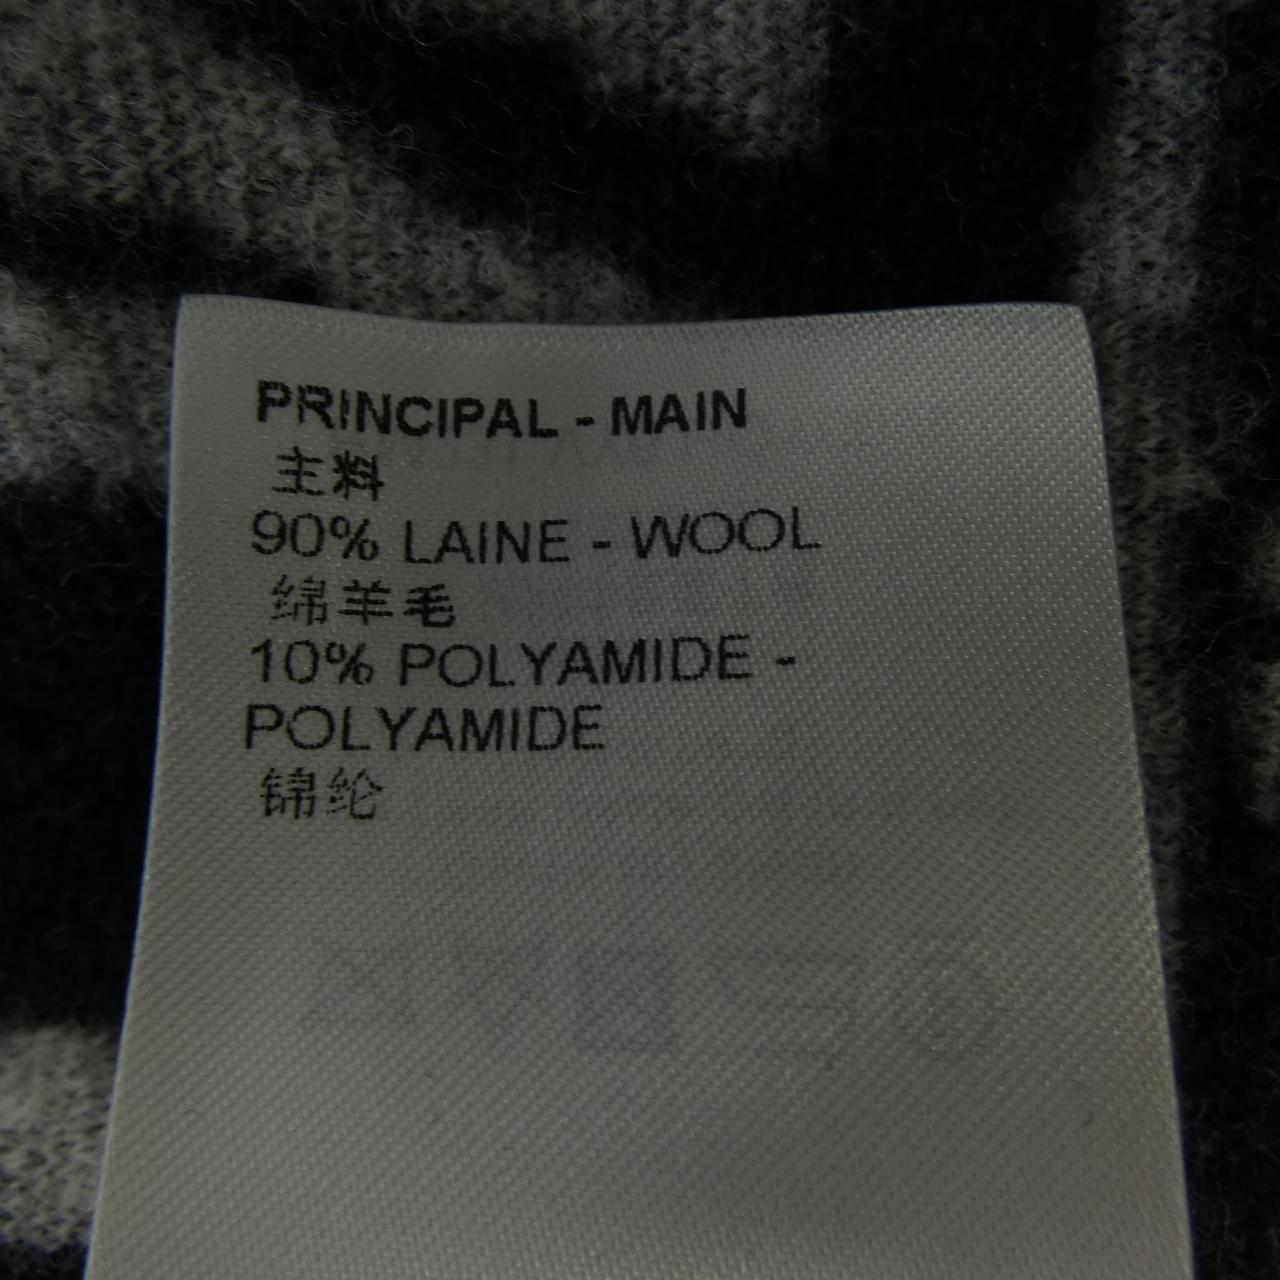 PRINCIPAL - MAIN
主料
90% LAINE - WOOL
绵羊毛
10% POLYAMIDE -
POLYAMIDE
锦纶